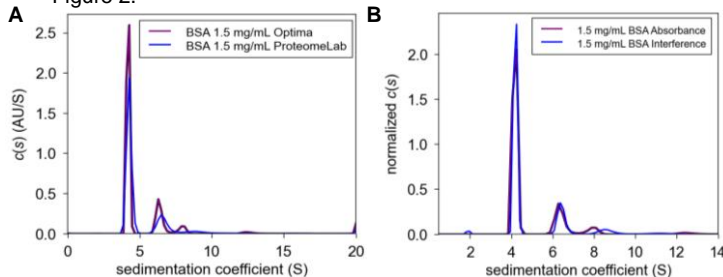 Figure 2.
A
B
BSA 1.5 mg/mL Optima
BSA 1.5 mg/mL ProteomeLab
1.5 mg/mL BSA Absorbance
1.5 mg/mL BSA Interference
c(s) (AU/S)
2.5
2.0
1.5
1.0
0.5
0.0
0 5 10 15 20
sedimentation coefficient (S)
normalized c(s)
2.0
1.5
1.0
0.5
0.0
2 4 6 8 10 12 14
sedimentation coefficient (S)